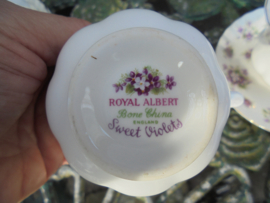 ROYAL ALBERT
Bone China
ENGLAND
Sweet Violets